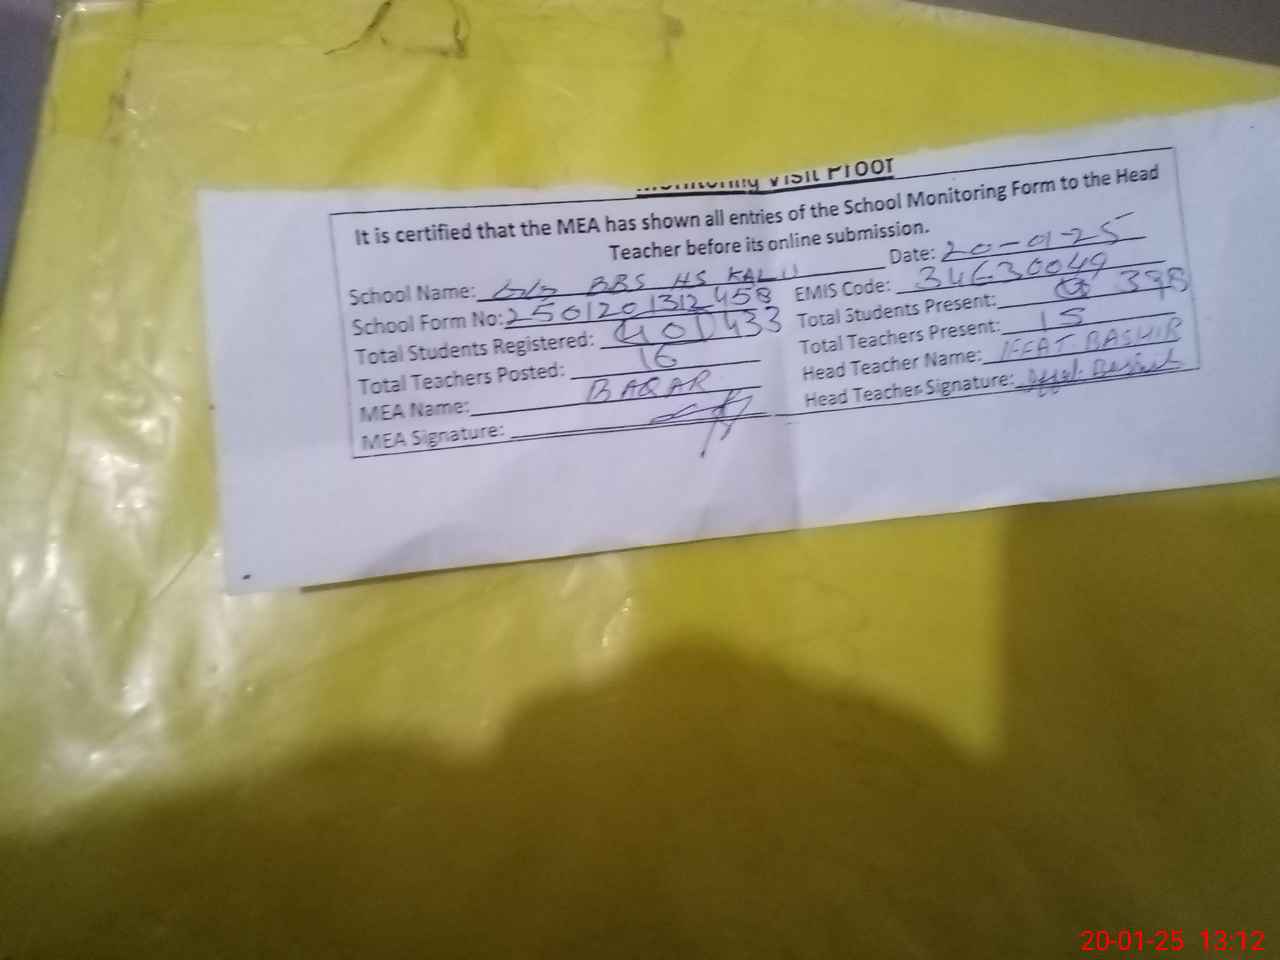 Monitoring Visit Proof
It is certified that the MEA has shown all entries of the School Monitoring Form to the Head
Teacher before its online submission.
School Name: BBS HS KALU Date: 20-01-25
School Form No: 2501201312458 EMIS Code: 34630049
Total Students Registered: 433 Total Students Present: 398
Total Teachers Posted: 16 Total Teachers Present: 15
MEA Name: BAQAR Head Teacher Name: IFFAT BASHIR
MEA Signature: Head Teacher Signature:
20-01-25 13:12